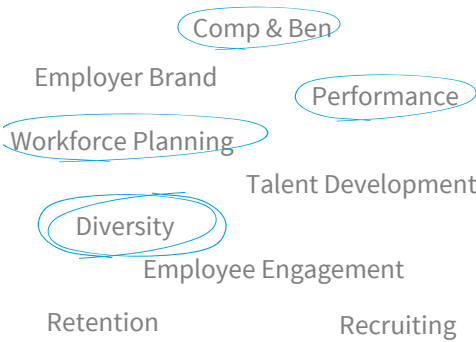 Comp & Ben
Employer Brand
Performance
Workforce Planning
Talent Development
Diversity
Employee Engagement
Retention
Recruiting